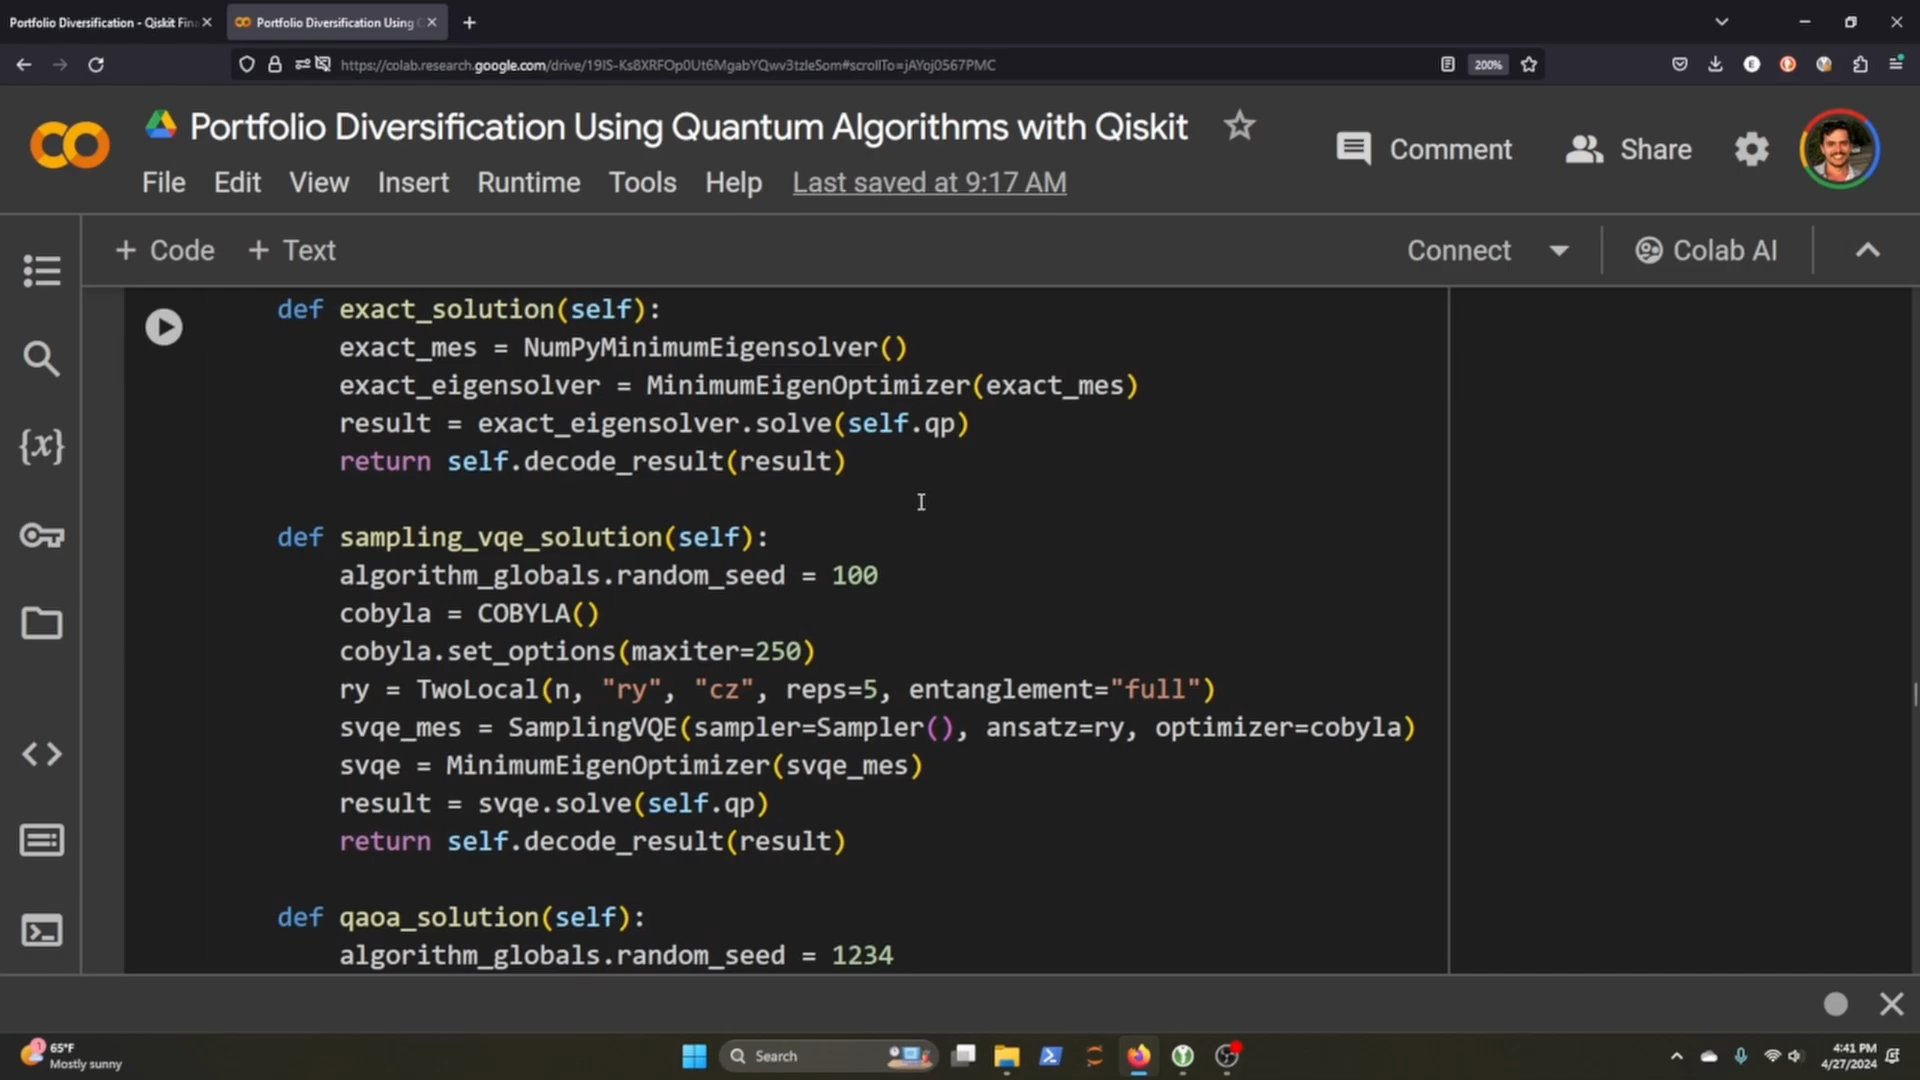 Portfolio Diversification - Qiskit Fin
Portfolio Diversification Using
https://colab.research.google.com/drive/19IS-Ks8XRFOp0Ut6MgabYQwv3tzleSom#scrollTo=jAYoj0567PMC
200%
Portfolio Diversification Using Quantum Algorithms with Qiskit
Comment
Share
File Edit View Insert Runtime Tools Help Last saved at 9:17 AM
+ Code + Text
Connect
Colab AI
def exact_solution(self):
exact_mes = NumPyMinimumEigensolver()
exact_eigensolver = MinimumEigenOptimizer(exact_mes)
result = exact_eigensolver.solve(self.qp)
return self.decode_result(result)
def sampling_vqe_solution(self):
algorithm_globals.random_seed = 100
cobyla = COBYLA()
cobyla.set_options(maxiter=250)
ry = TwoLocal(n, "ry", "cz", reps=5, entanglement="full")
svqe_mes = SamplingVQE(sampler=Sampler(), ansatz=ry, optimizer=cobyla)
svqe = MinimumEigenOptimizer(svqe_mes)
result = svqe.solve(self.qp)
return self.decode_result(result)
def qaoa_solution(self):
algorithm_globals.random_seed = 1234
{x}
1
65°F
Mostly sunny
Search
4:41 PM
4/27/2024